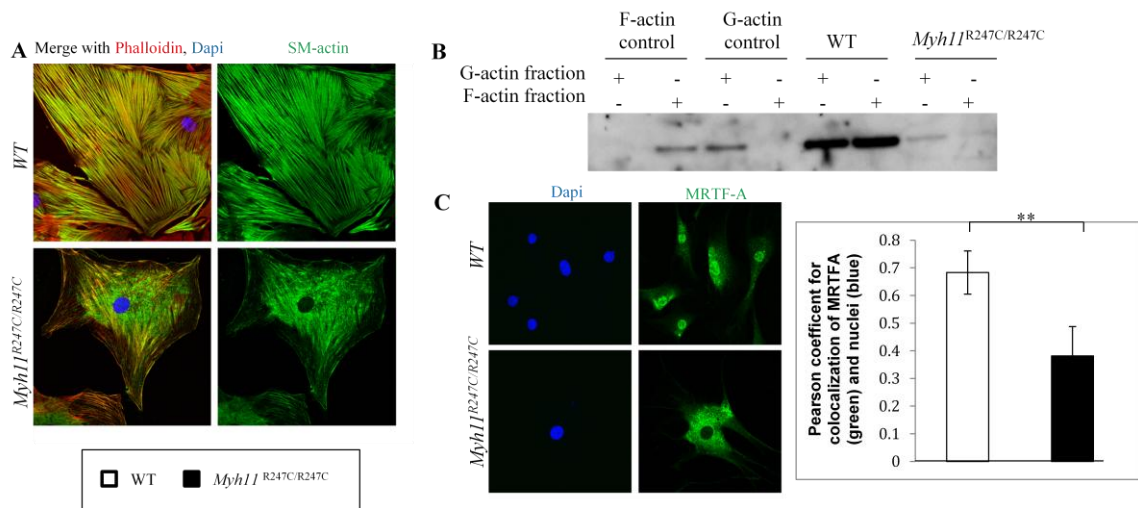 A
Merge with Phalloidin, Dapi
SM-actin
WT
Myh11R247C/R247C
WT
Myh11 R247C/R247C
B
F-actin control
G-actin control
WT
Myh11R247C/R247C
G-actin fraction + - + - + - + -
F-actin fraction - + - + - + - +
C
Dapi
MRTF-A
WT
Myh11R247C/R247C
**
Pearson coefficent for
colocalization of MRTFA
(green) and nuclei (blue)
0.8
0.7
0.6
0.5
0.4
0.3
0.2
0.1
0